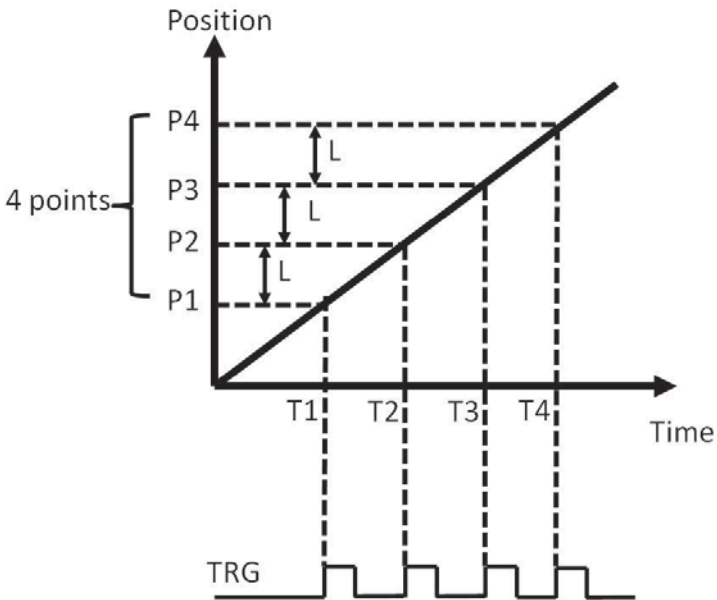 Position
P4
L
4 points
P3
L
P2
L
P1
T1 T2 T3 T4
Time
TRG